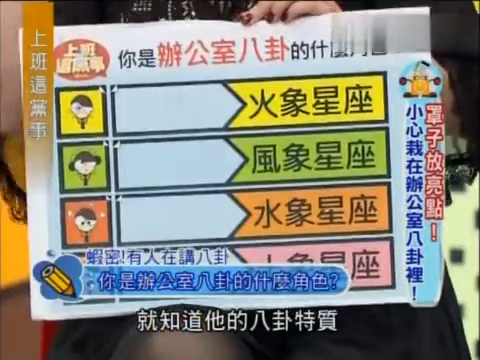 上班這黨事
上班這黨事
你是辦公室八卦的什麼
火象星座
風象星座
水象星座
象星座
罩子放亮點!
小心栽在辦公室八卦裡!
蝦密!有人在講八卦
你是辦公室八卦的什麼角色?
就知道他的八卦特質